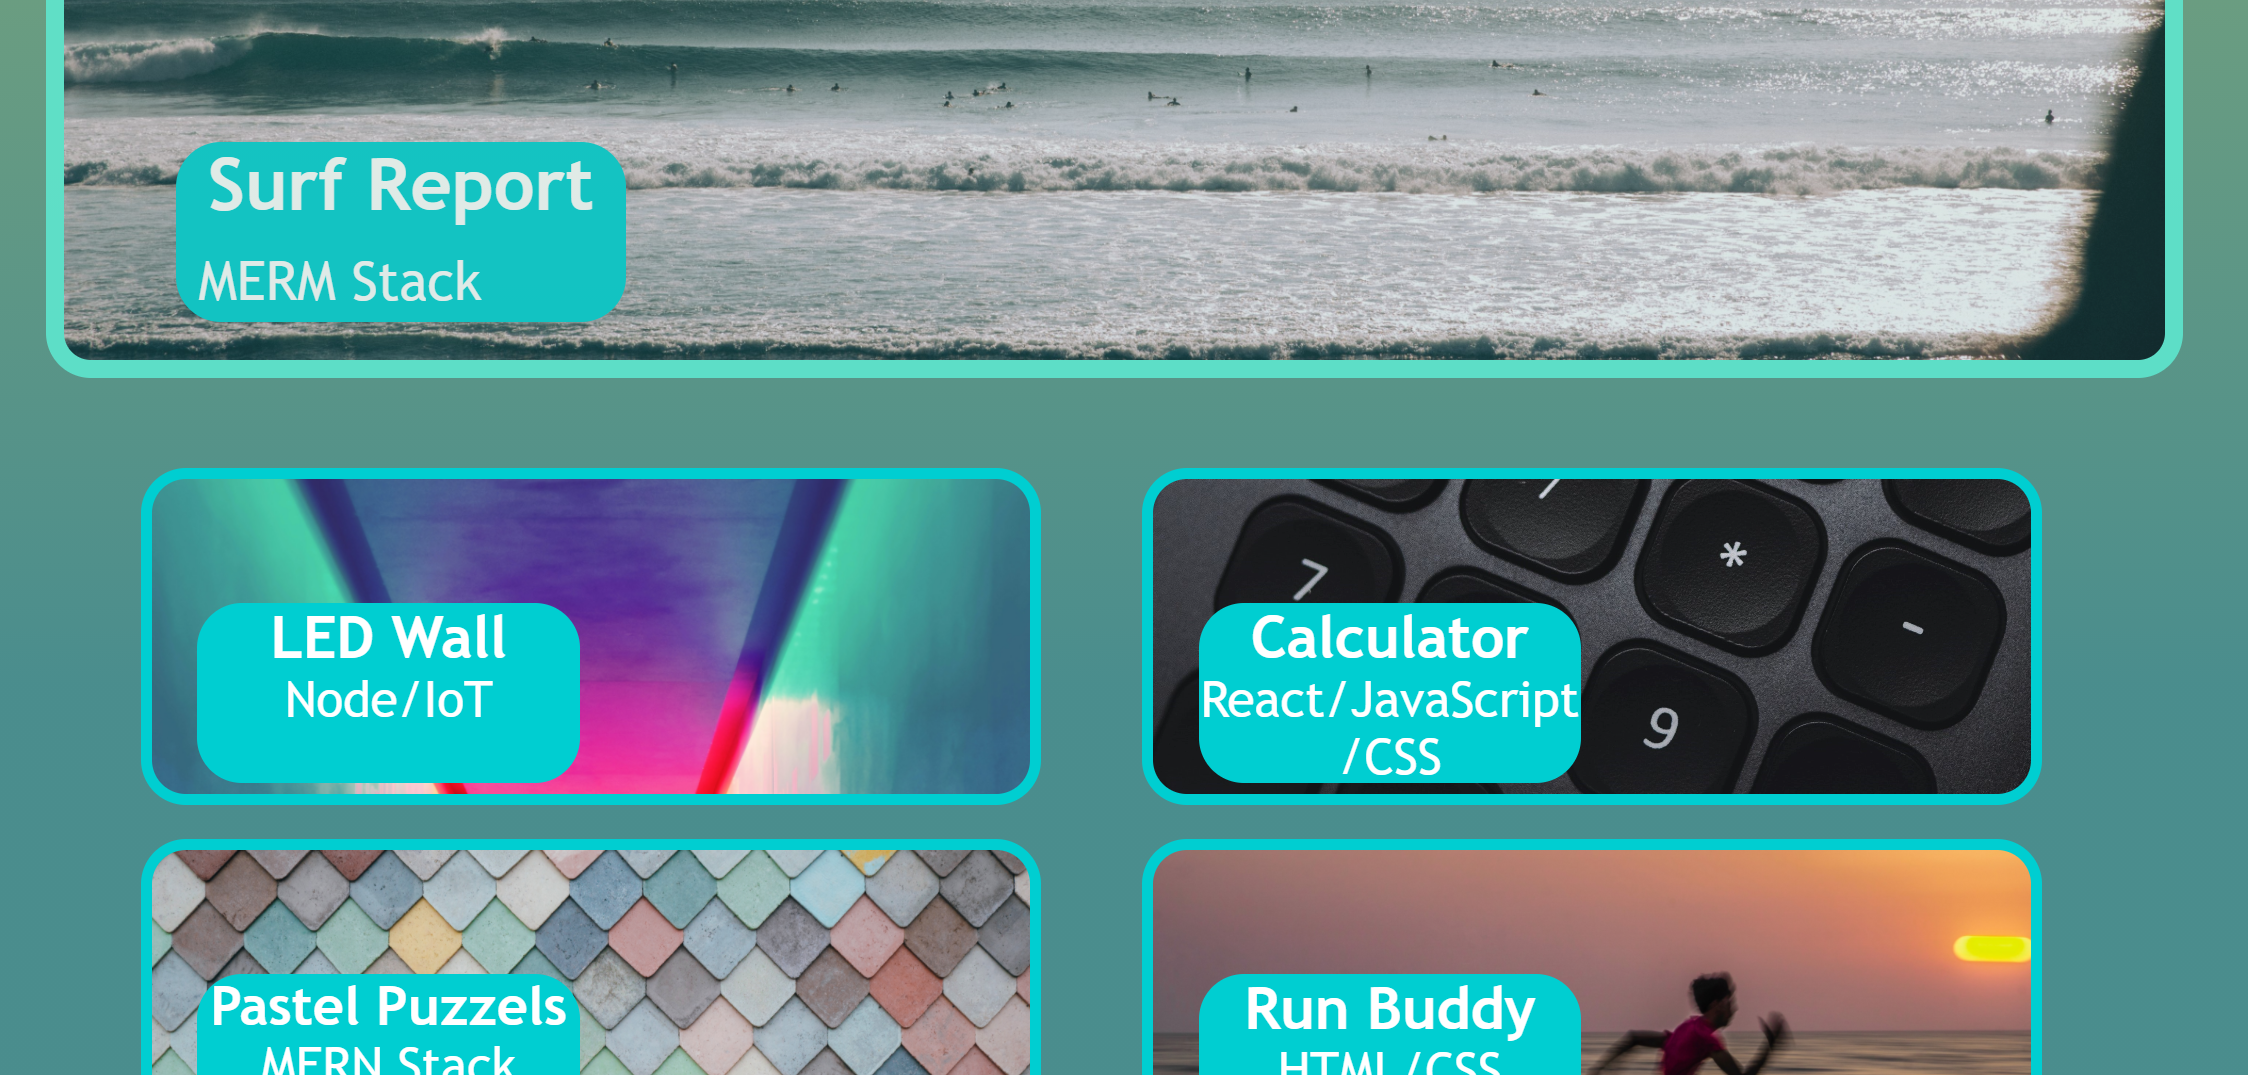 Surf Report
MERM Stack
LED Wall
Node/IoT
Calculator
React/JavaScript
/CSS
7
*
-
9
Pastel Puzzels
MERN Stack
Run Buddy
HTML/CSS